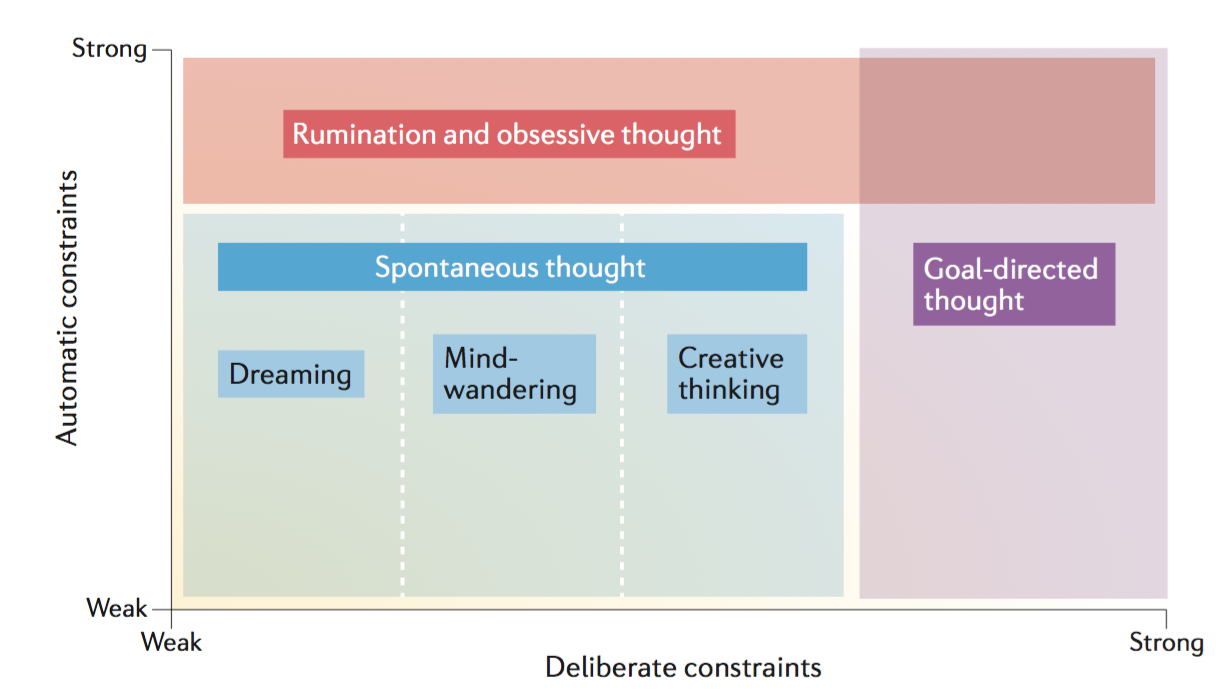 Strong
Rumination and obsessive thought
Automatic constraints
Spontaneous thought
Goal-directed
thought
Dreaming
Mind-
wandering
Creative
thinking
Weak
Weak
Strong
Deliberate constraints